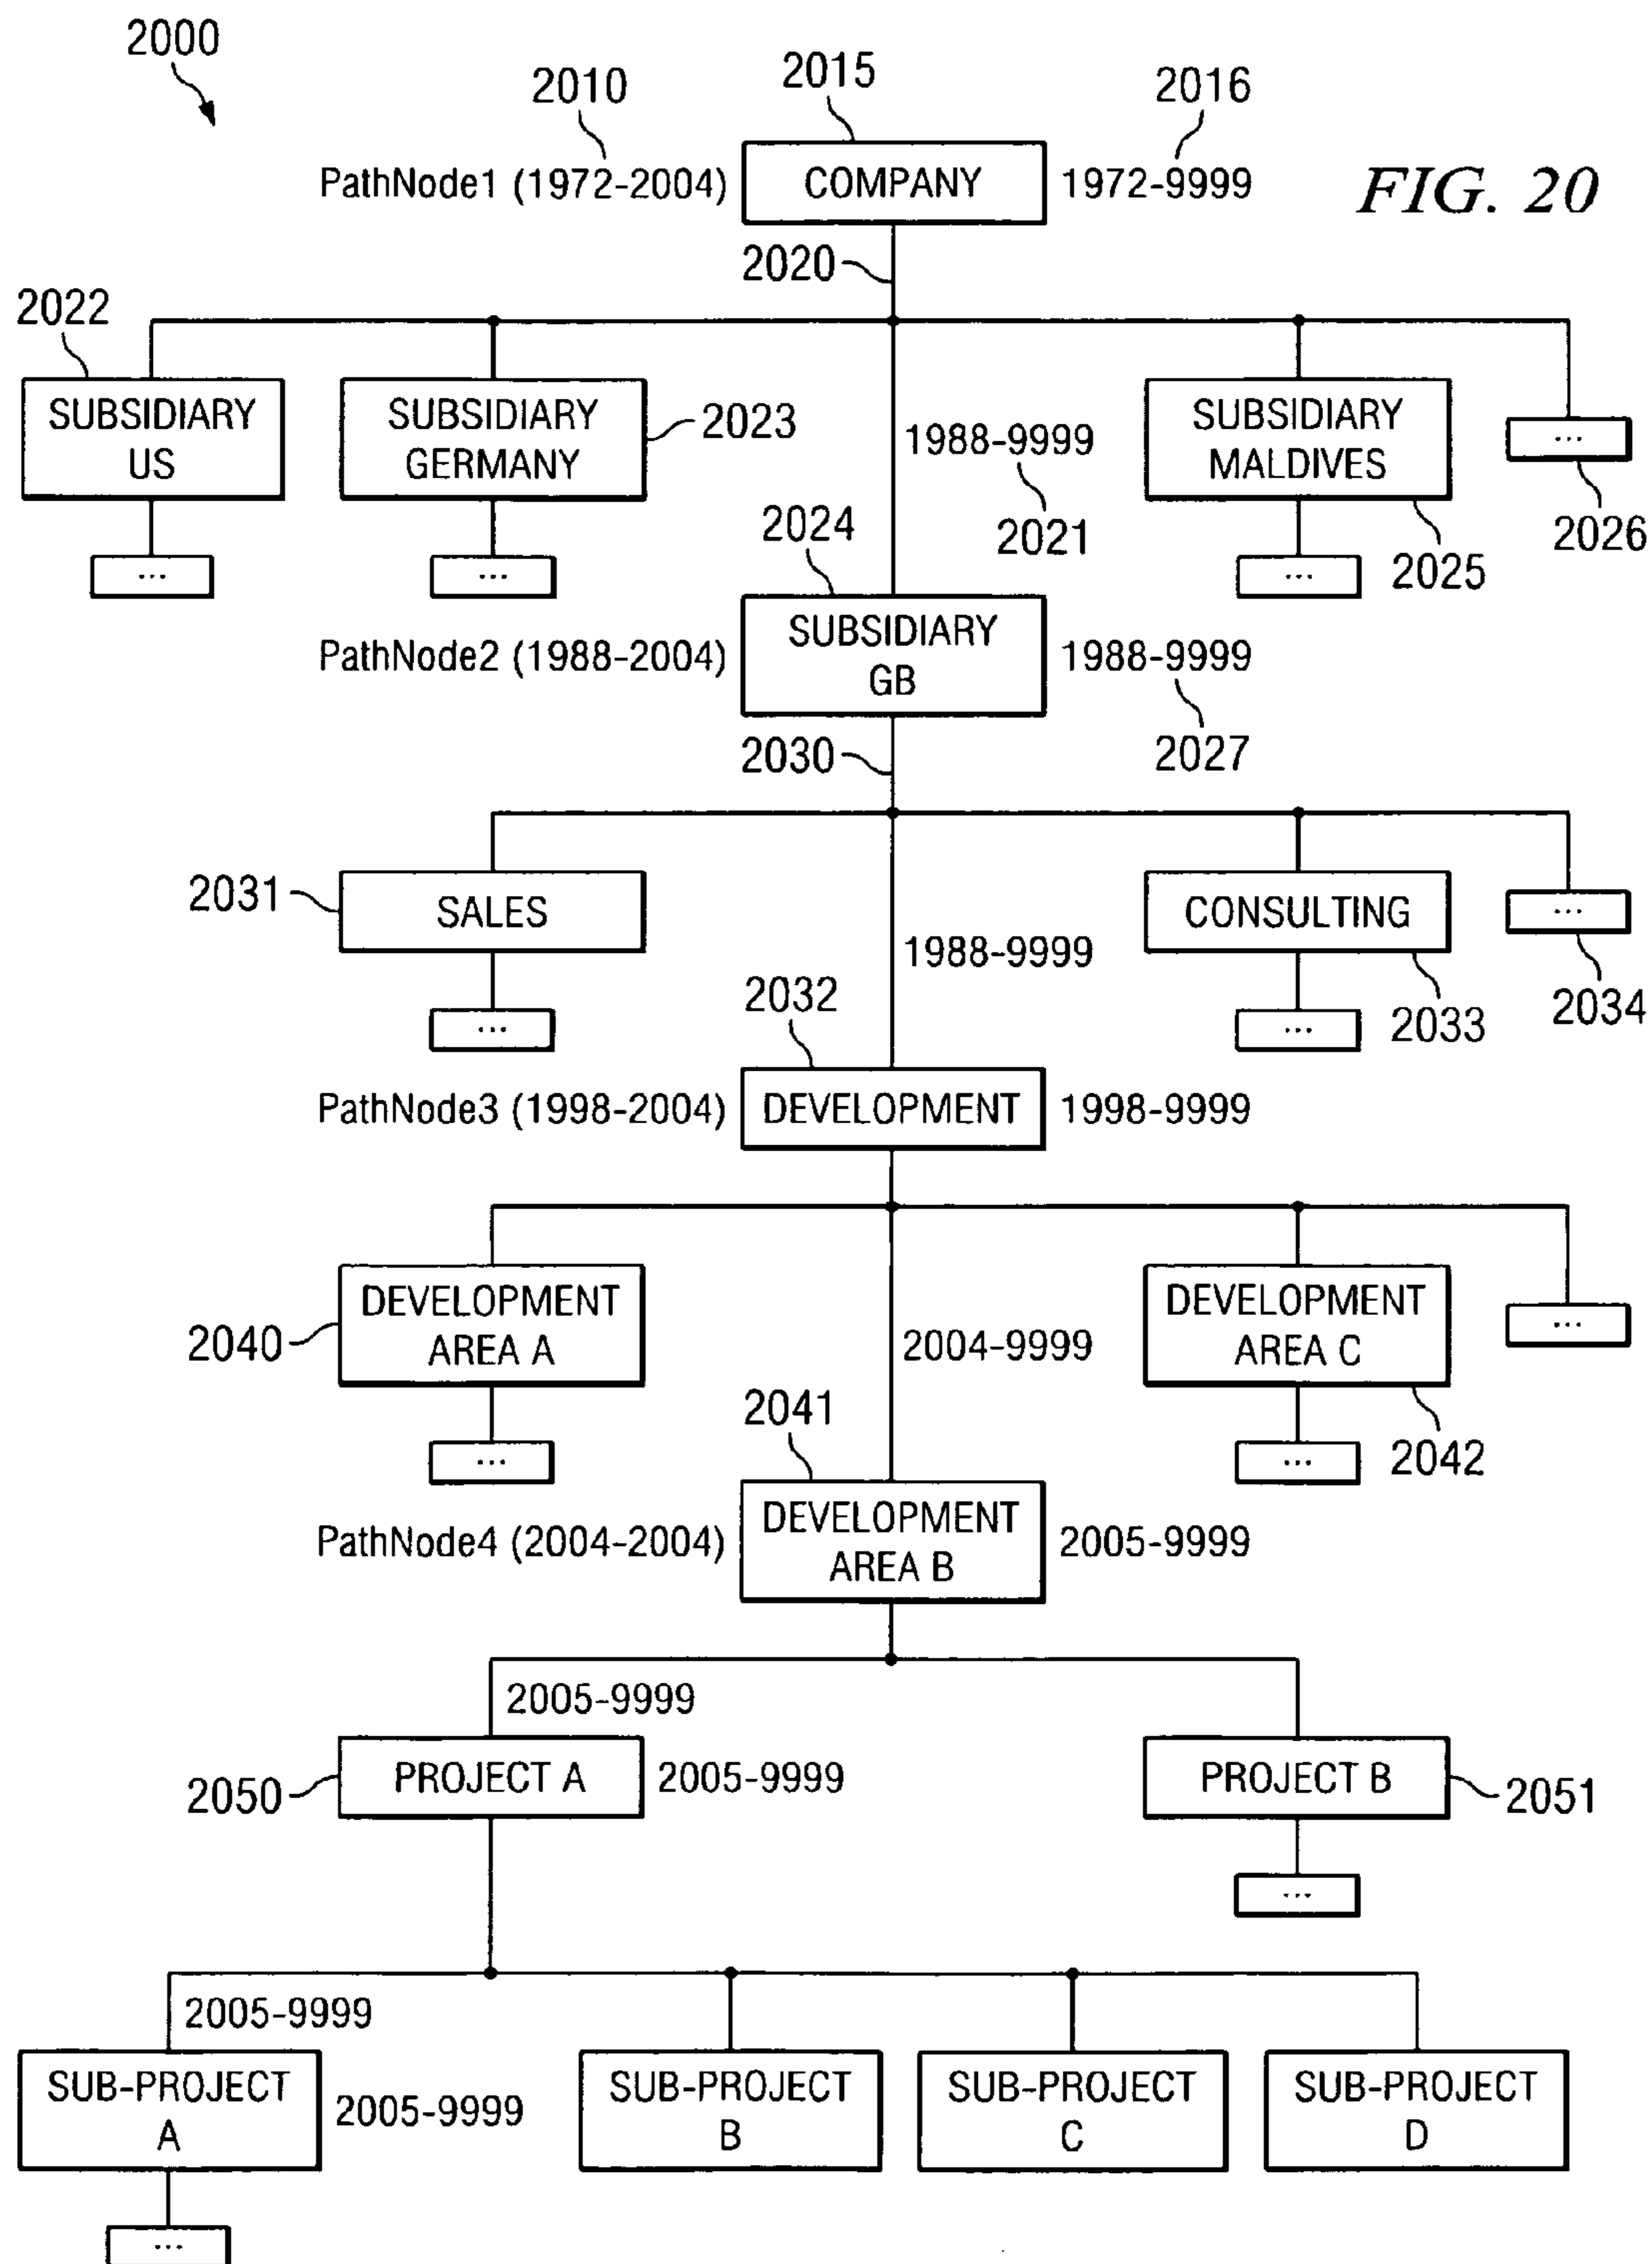 2000
2010
2015
2016
PathNode1 (1972-2004)
COMPANY
1972-9999
FIG. 20
2020
2022
SUBSIDIARY
US
SUBSIDIARY
GERMANY
2023
1988-9999
2021
SUBSIDIARY
MALDIVES
2025
...
2026
...
...
...
2024
PathNode2 (1988-2004)
SUBSIDIARY
GB
1988-9999
2027
2030
2031
SALES
...
1988-9999
CONSULTING
2033
...
...
2034
2032
PathNode3 (1998-2004)
DEVELOPMENT
1998-9999
2040
DEVELOPMENT
AREA A
...
2004-9999
DEVELOPMENT
AREA C
2042
...
...
2041
PathNode4 (2004-2004)
DEVELOPMENT
AREA B
2005-9999
2005-9999
2050
PROJECT A
2005-9999
PROJECT B
2051
...
2005-9999
SUB-PROJECT
A
2005-9999
SUB-PROJECT
B
SUB-PROJECT
C
SUB-PROJECT
D
...